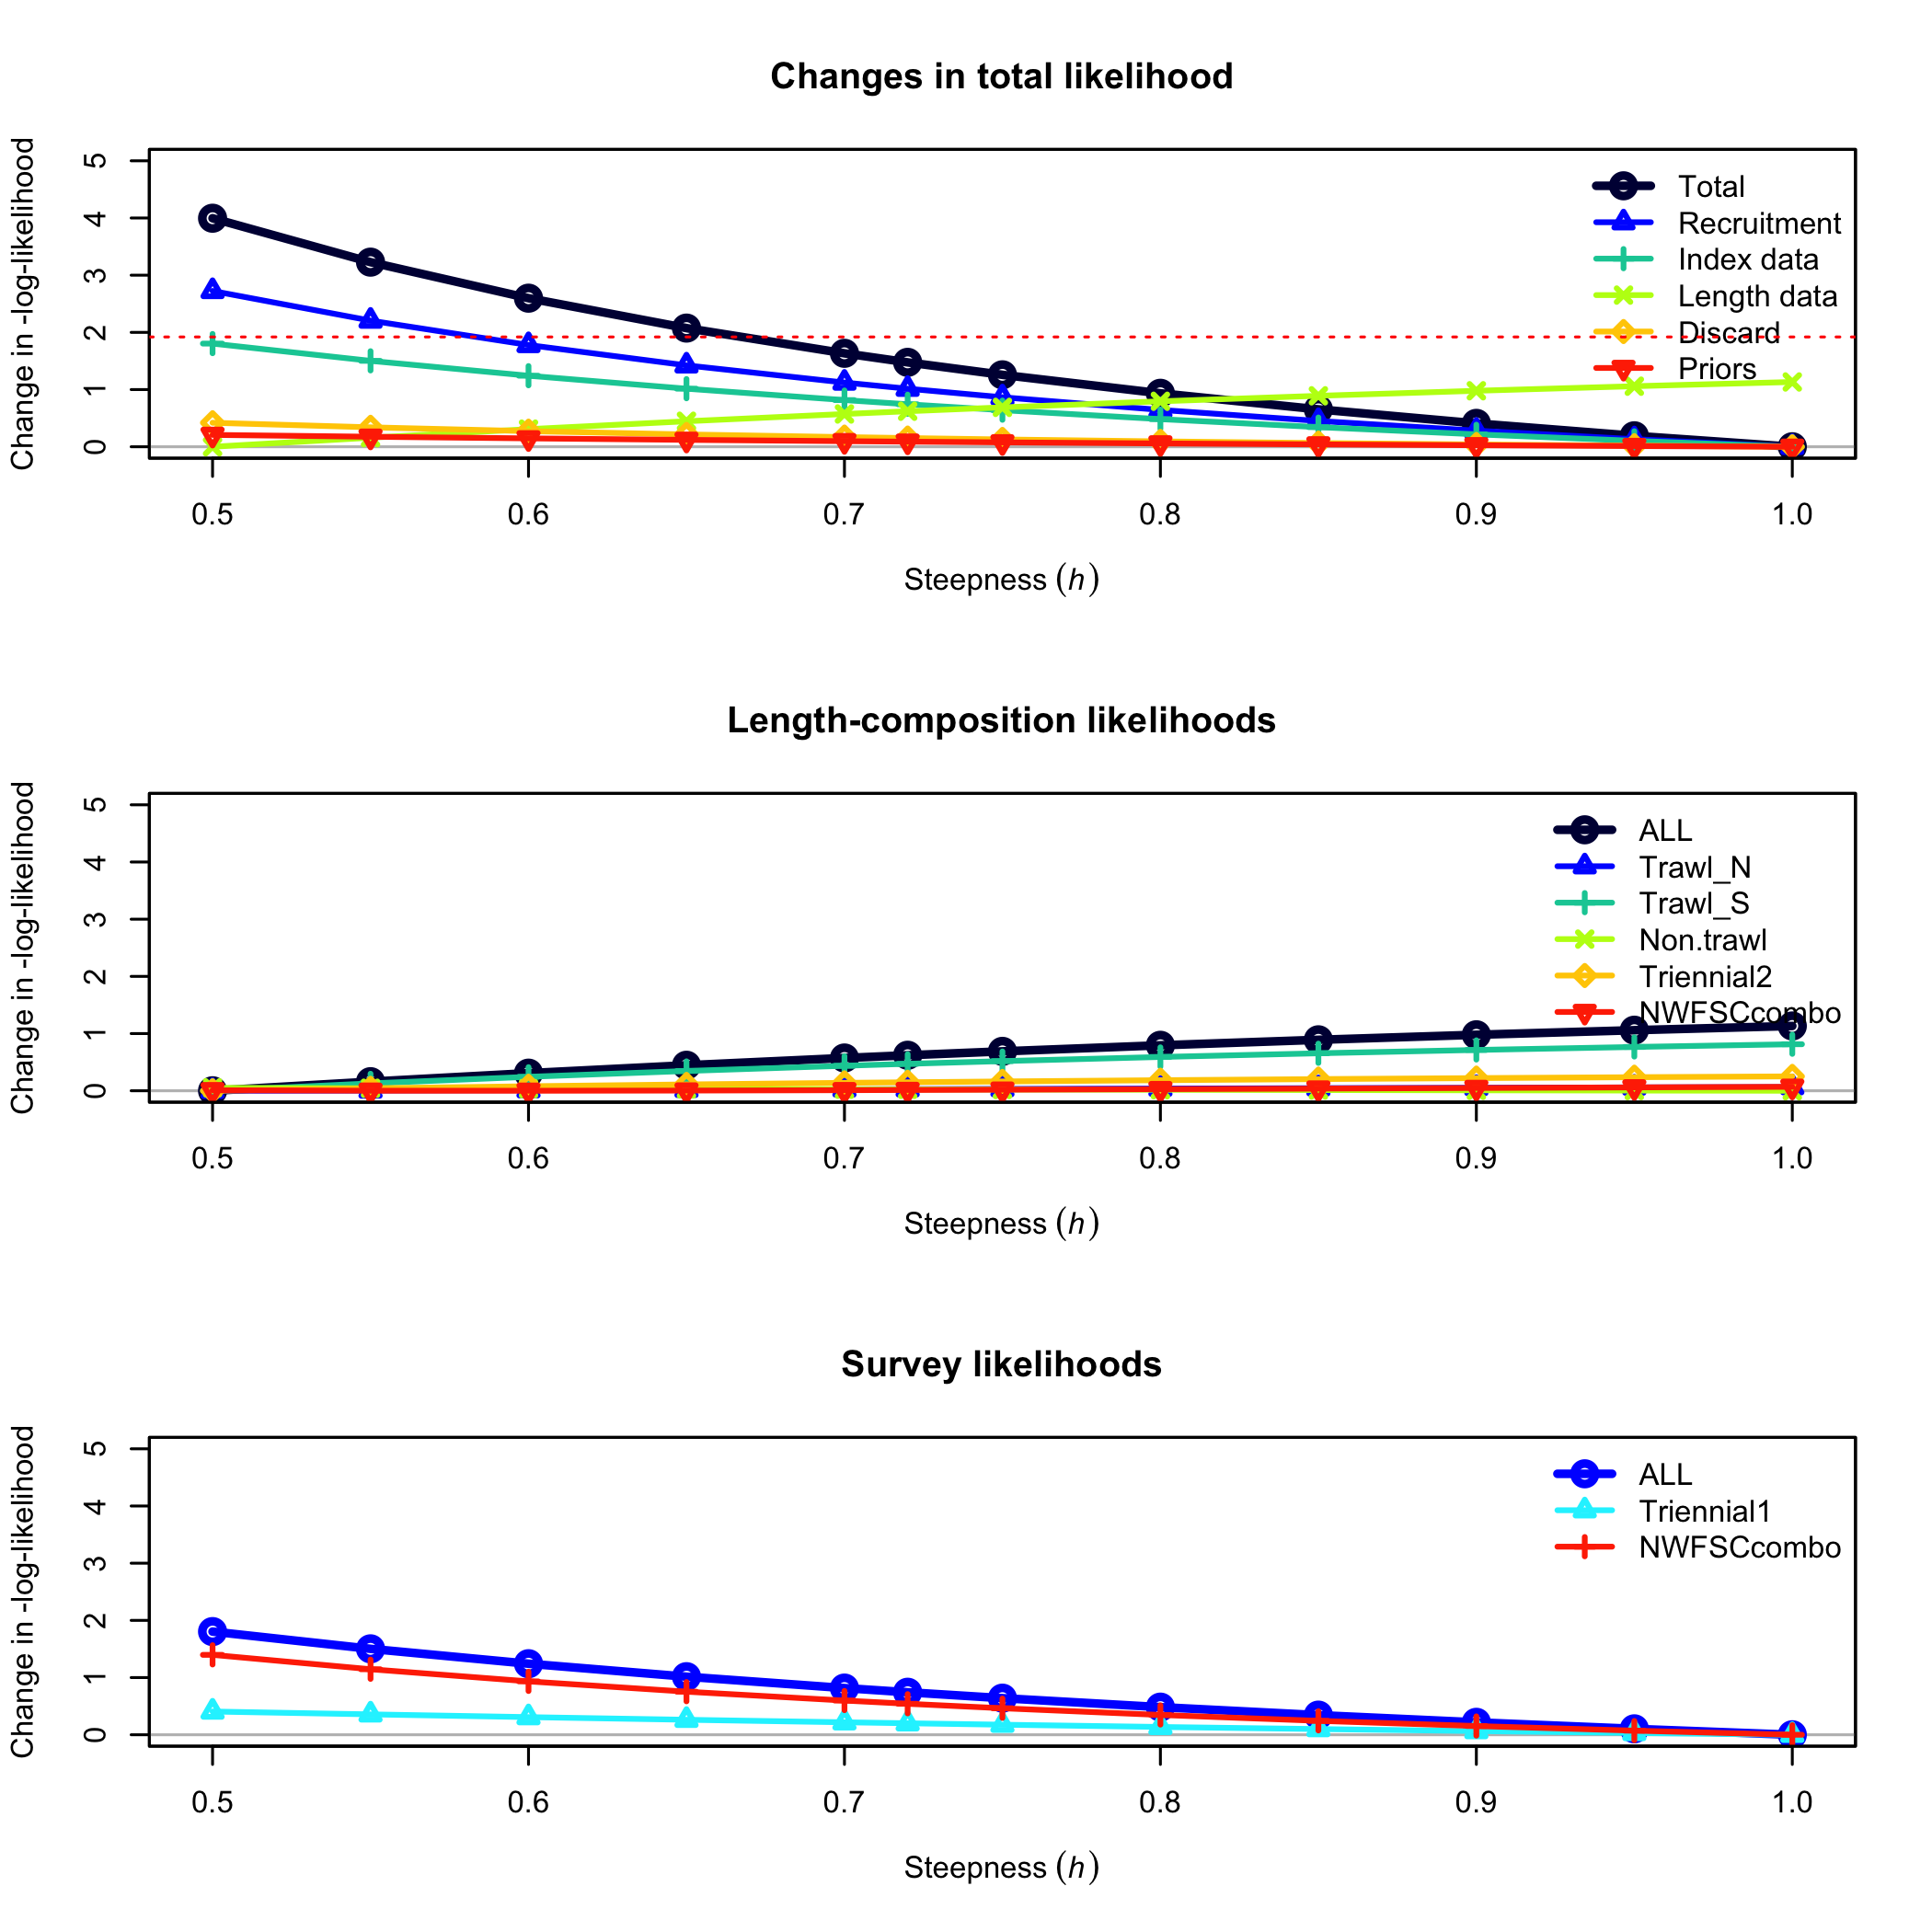 Changes in total likelihood
Change in -log-likelihood
5
4
3
2
1
0
Total
Recruitment
Index data
Length data
Discard
Priors
0.5 0.6 0.7 0.8 0.9 1.0
Steepness (h)
Length-composition likelihoods
Change in -log-likelihood
5
4
3
2
1
0
ALL
Trawl_N
Trawl_S
Non.trawl
Triennial2
NWFSCcombo
0.5 0.6 0.7 0.8 0.9 1.0
Steepness (h)
Survey likelihoods
Change in -log-likelihood
5
4
3
2
1
0
ALL
Triennial1
NWFSCcombo
0.5 0.6 0.7 0.8 0.9 1.0
Steepness (h)